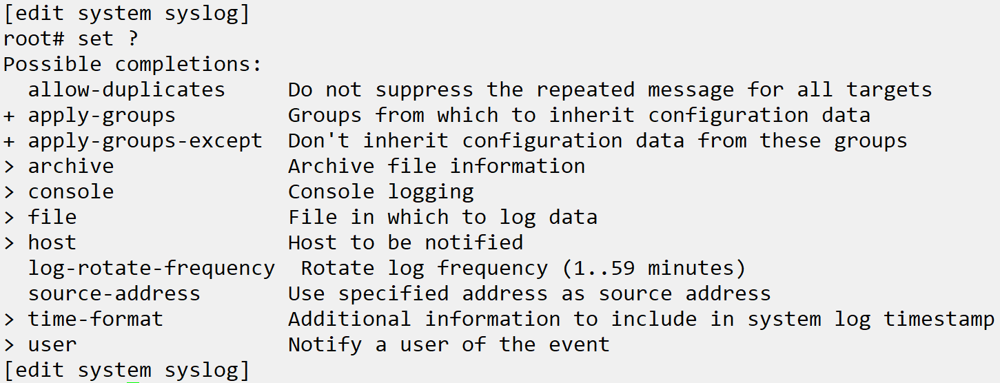 [edit system syslog]
root# set ?
Possible completions:
  allow-duplicates     Do not suppress the repeated message for all targets
+ apply-groups         Groups from which to inherit configuration data
+ apply-groups-except  Don't inherit configuration data from these groups
> archive              Archive file information
> console              Console logging
> file                 File in which to log data
> host                 Host to be notified
  log-rotate-frequency  Rotate log frequency (1..59 minutes)
  source-address       Use specified address as source address
> time-format          Additional information to include in system log timestamp
> user                 Notify a user of the event
[edit system syslog]